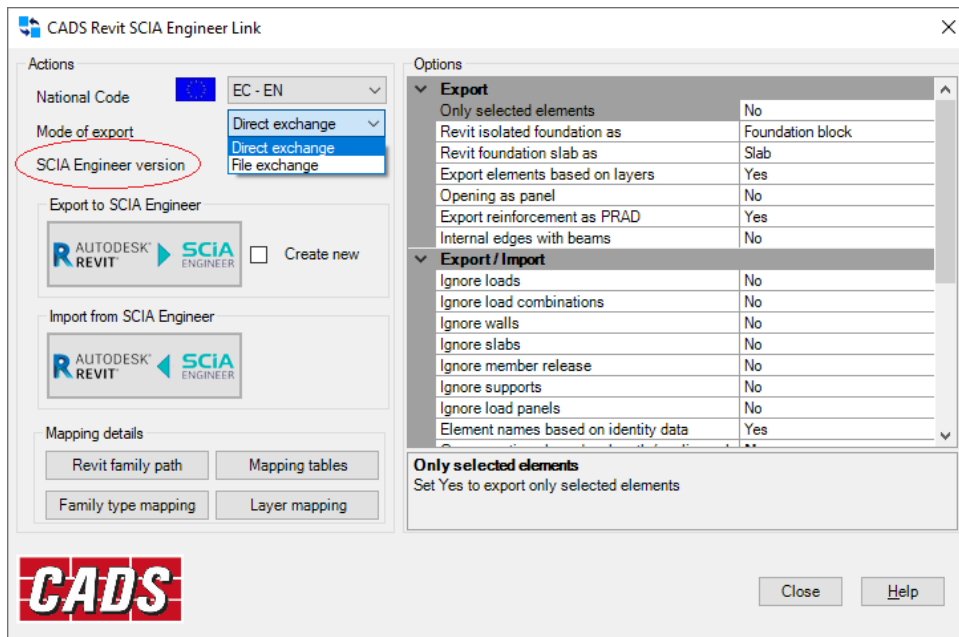 CADS Revit SCIA Engineer Link
Actions
National Code
EC - EN
Mode of export
Direct exchange
Direct exchange
File exchange
SCIA Engineer version
Export to SCIA Engineer
AUTODESK® REVIT® SCiA ENGINEER
Create new
Import from SCIA Engineer
AUTODESK® REVIT® SCiA ENGINEER
Mapping details
Revit family path
Mapping tables
Family type mapping
Layer mapping
Options
Export
Only selected elements No
Revit isolated foundation as Foundation block
Revit foundation slab as Slab
Export elements based on layers Yes
Opening as panel No
Export reinforcement as PRAD Yes
Internal edges with beams No
Export / Import
Ignore loads No
Ignore load combinations No
Ignore walls No
Ignore slabs No
Ignore member release No
Ignore supports No
Ignore load panels No
Element names based on identity data Yes
Only selected elements
Set Yes to export only selected elements
CADS
Close
Help